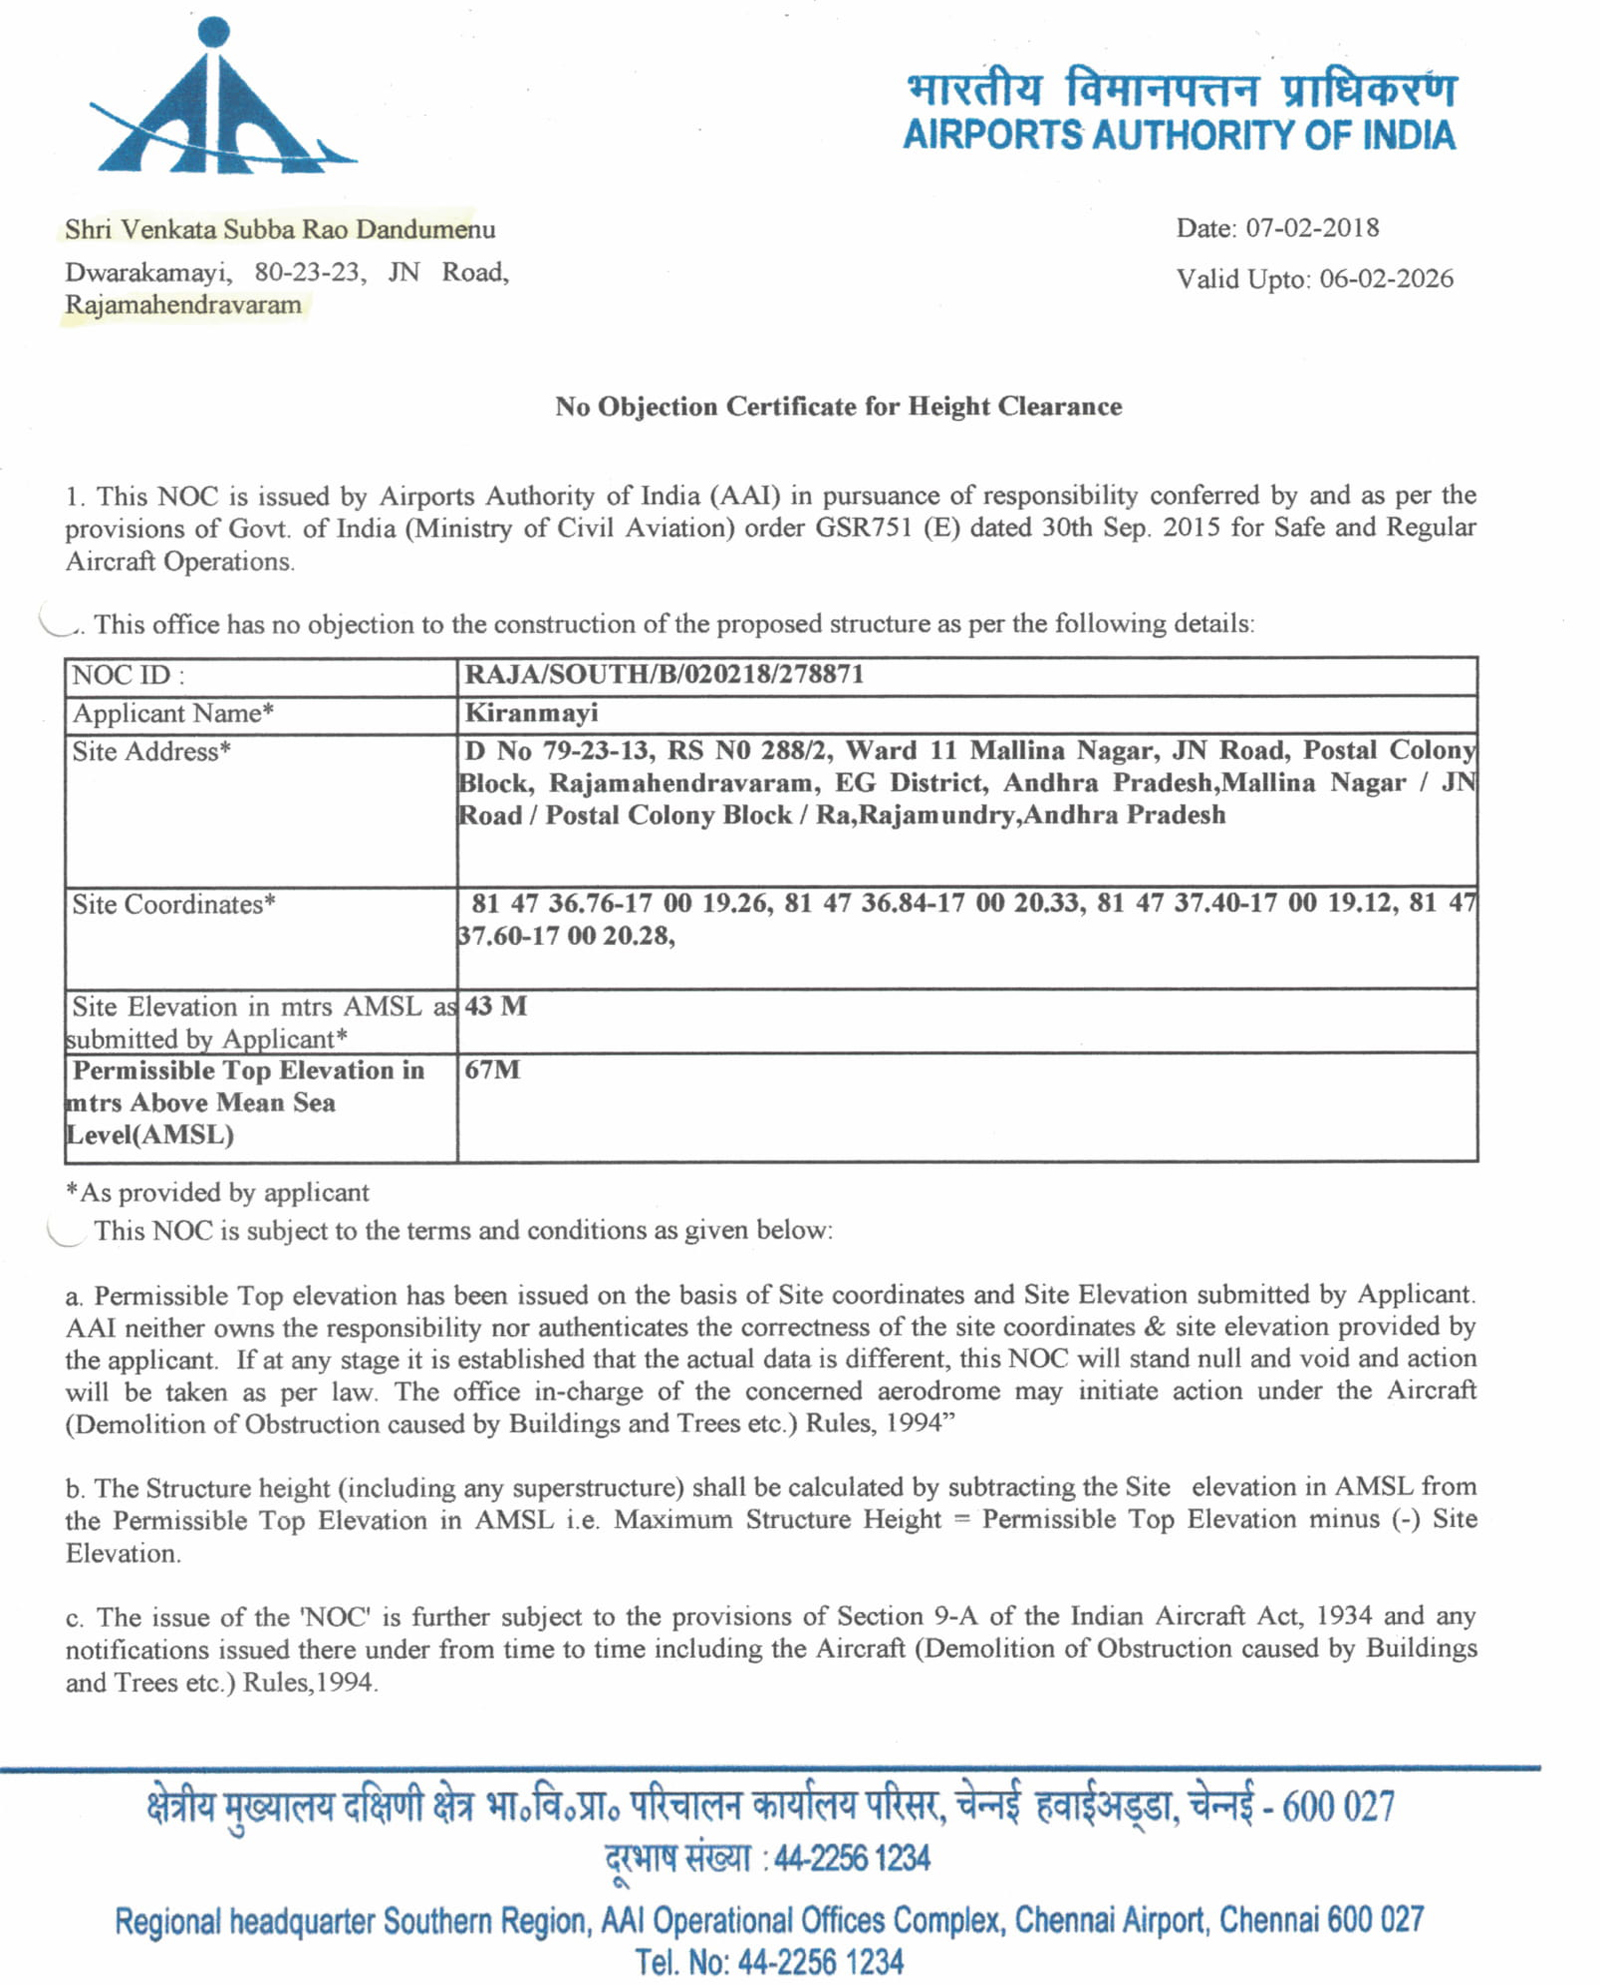 भारतीय विमानपत्तन प्राधिकरण
AIRPORTS AUTHORITY OF INDIA
Shri Venkata Subba Rao Dandumenu
Dwarakamayi, 80-23-23, JN Road,
Rajamahendravaram
Date: 07-02-2018
Valid Upto: 06-02-2026
No Objection Certificate for Height Clearance
1. This NOC is issued by Airports Authority of India (AAI) in pursuance of responsibility conferred by and as per the
provisions of Govt. of India (Ministry of Civil Aviation) order GSR751 (E) dated 30th Sep. 2015 for Safe and Regular
Aircraft Operations.
. This office has no objection to the construction of the proposed structure as per the following details:
NOC ID : RAJA/SOUTH/B/020218/278871
Applicant Name* Kiranmayi
Site Address* D No 79-23-13, RS N0 288/2, Ward 11 Mallina Nagar, JN Road, Postal Colony
Block, Rajamahendravaram, EG District, Andhra Pradesh,Mallina Nagar / JN
Road / Postal Colony Block / Ra,Rajamundry,Andhra Pradesh
Site Coordinates* 81 47 36.76-17 00 19.26, 81 47 36.84-17 00 20.33, 81 47 37.40-17 00 19.12, 81 47
37.60-17 00 20.28,
Site Elevation in mtrs AMSL as 43 M
submitted by Applicant*
Permissible Top Elevation in 67M
mtrs Above Mean Sea
Level(AMSL)
*As provided by applicant
This NOC is subject to the terms and conditions as given below:
a. Permissible Top elevation has been issued on the basis of Site coordinates and Site Elevation submitted by Applicant.
AAI neither owns the responsibility nor authenticates the correctness of the site coordinates & site elevation provided by
the applicant. If at any stage it is established that the actual data is different, this NOC will stand null and void and action
will be taken as per law. The office in-charge of the concerned aerodrome may initiate action under the Aircraft
(Demolition of Obstruction caused by Buildings and Trees etc.) Rules, 1994”
b. The Structure height (including any superstructure) shall be calculated by subtracting the Site elevation in AMSL from
the Permissible Top Elevation in AMSL i.e. Maximum Structure Height = Permissible Top Elevation minus (-) Site
Elevation.
c. The issue of the 'NOC' is further subject to the provisions of Section 9-A of the Indian Aircraft Act, 1934 and any
notifications issued there under from time to time including the Aircraft (Demolition of Obstruction caused by Buildings
and Trees etc.) Rules,1994.
क्षेत्रीय मुख्यालय दक्षिणी क्षेत्र भा०वि०प्रा० परिचालन कार्यालय परिसर, चेन्नई हवाईअड्डा, चेन्नई - 600 027
दूरभाष संख्या : 44-2256 1234
Regional headquarter Southern Region, AAI Operational Offices Complex, Chennai Airport, Chennai 600 027
Tel. No: 44-2256 1234